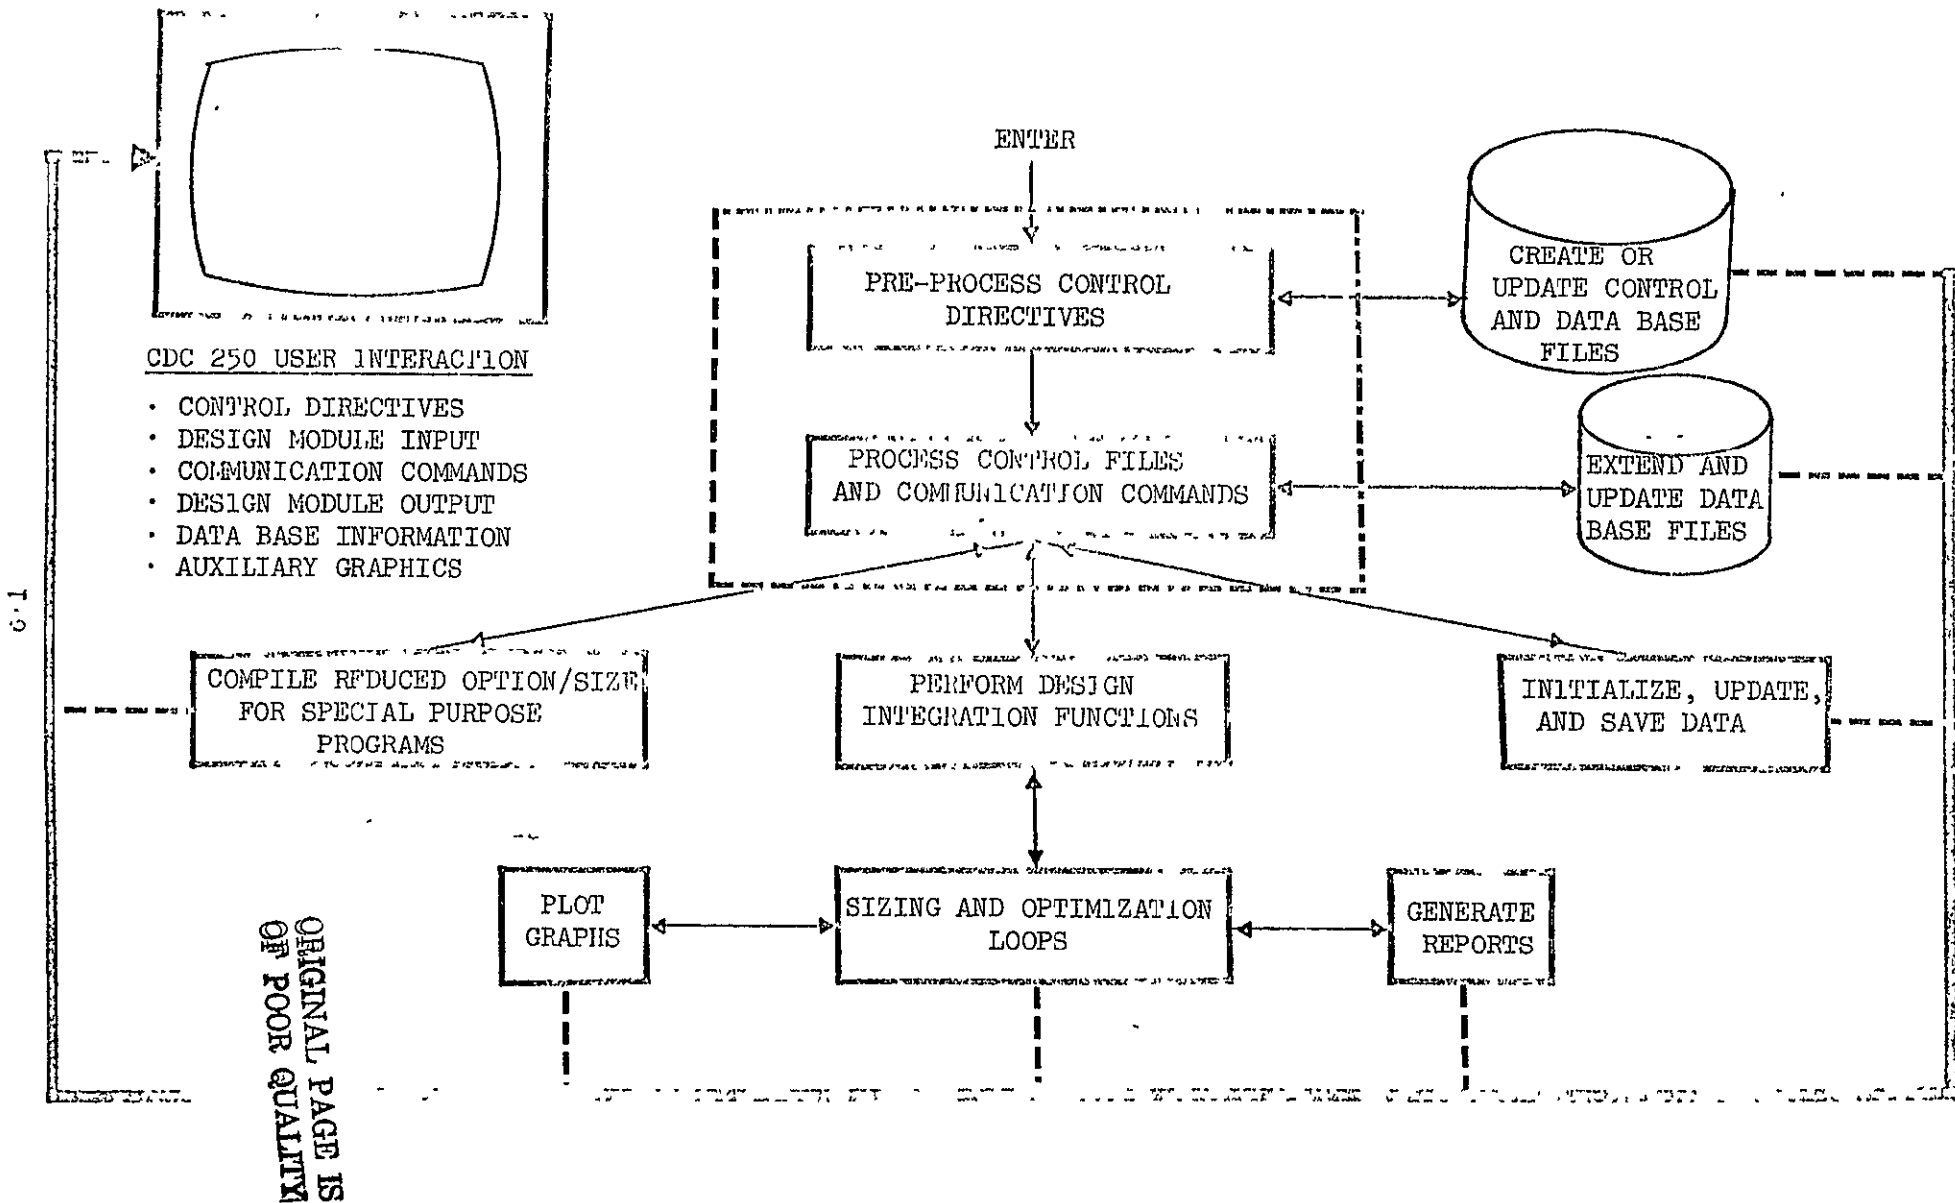 ENTER
CREATE OR
UPDATE CONTROL
AND DATA BASE
FILES
PRE-PROCESS CONTROL
DIRECTIVES
CDC 250 USER INTERACTION
· CONTROL DIRECTIVES
· DESIGN MODULE INPUT
· COMMUNICATION COMMANDS
· DESIGN MODULE OUTPUT
· DATA BASE INFORMATION
· AUXILIARY GRAPHICS
PROCESS CONTROL FILES
AND COMMUNICATION COMMANDS
EXTEND AND
UPDATE DATA
BASE FILES
COMPILE REDUCED OPTION/SIZE
FOR SPECIAL PURPOSE
PROGRAMS
PERFORM DESIGN
INTEGRATION FUNCTIONS
INITIALIZE, UPDATE,
AND SAVE DATA
PLOT
GRAPHS
SIZING AND OPTIMIZATION
LOOPS
GENERATE
REPORTS
ORIGINAL PAGE IS
OF POOR QUALITY